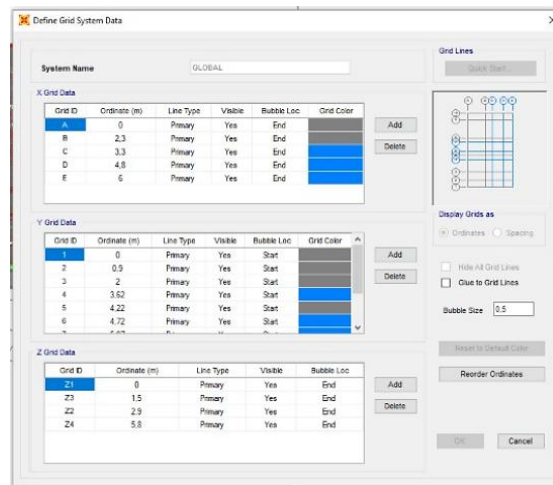 Define Grid System Data
System Name GLOBAL
Grid Lines
Quick Start...
X Grid Data
Grid ID Ordinate (m) Line Type Visible Bubble Loc Grid Color
A 0 Primary Yes End
B 2,3 Primary Yes End
C 3,3 Primary Yes End
D 4,8 Primary Yes End
E 6 Primary Yes End
Add
Delete
Y Grid Data
Grid ID Ordinate (m) Line Type Visible Bubble Loc Grid Color
1 0 Primary Yes Start
2 0,9 Primary Yes Start
3 2 Primary Yes Start
4 3,62 Primary Yes Start
5 4,22 Primary Yes Start
6 4,72 Primary Yes Start
Add
Delete
Z Grid Data
Grid ID Ordinate (m) Line Type Visible Bubble Loc
Z1 0 Primary Yes End
Z3 1,5 Primary Yes End
Z2 2,9 Primary Yes End
Z4 5,8 Primary Yes End
Add
Delete
Display Grids as
Ordinates Spacing
Hide All Grid Lines
Glue to Grid Lines
Bubble Size 0,5
Reset to Default Color
Reorder Ordinates
OK Cancel